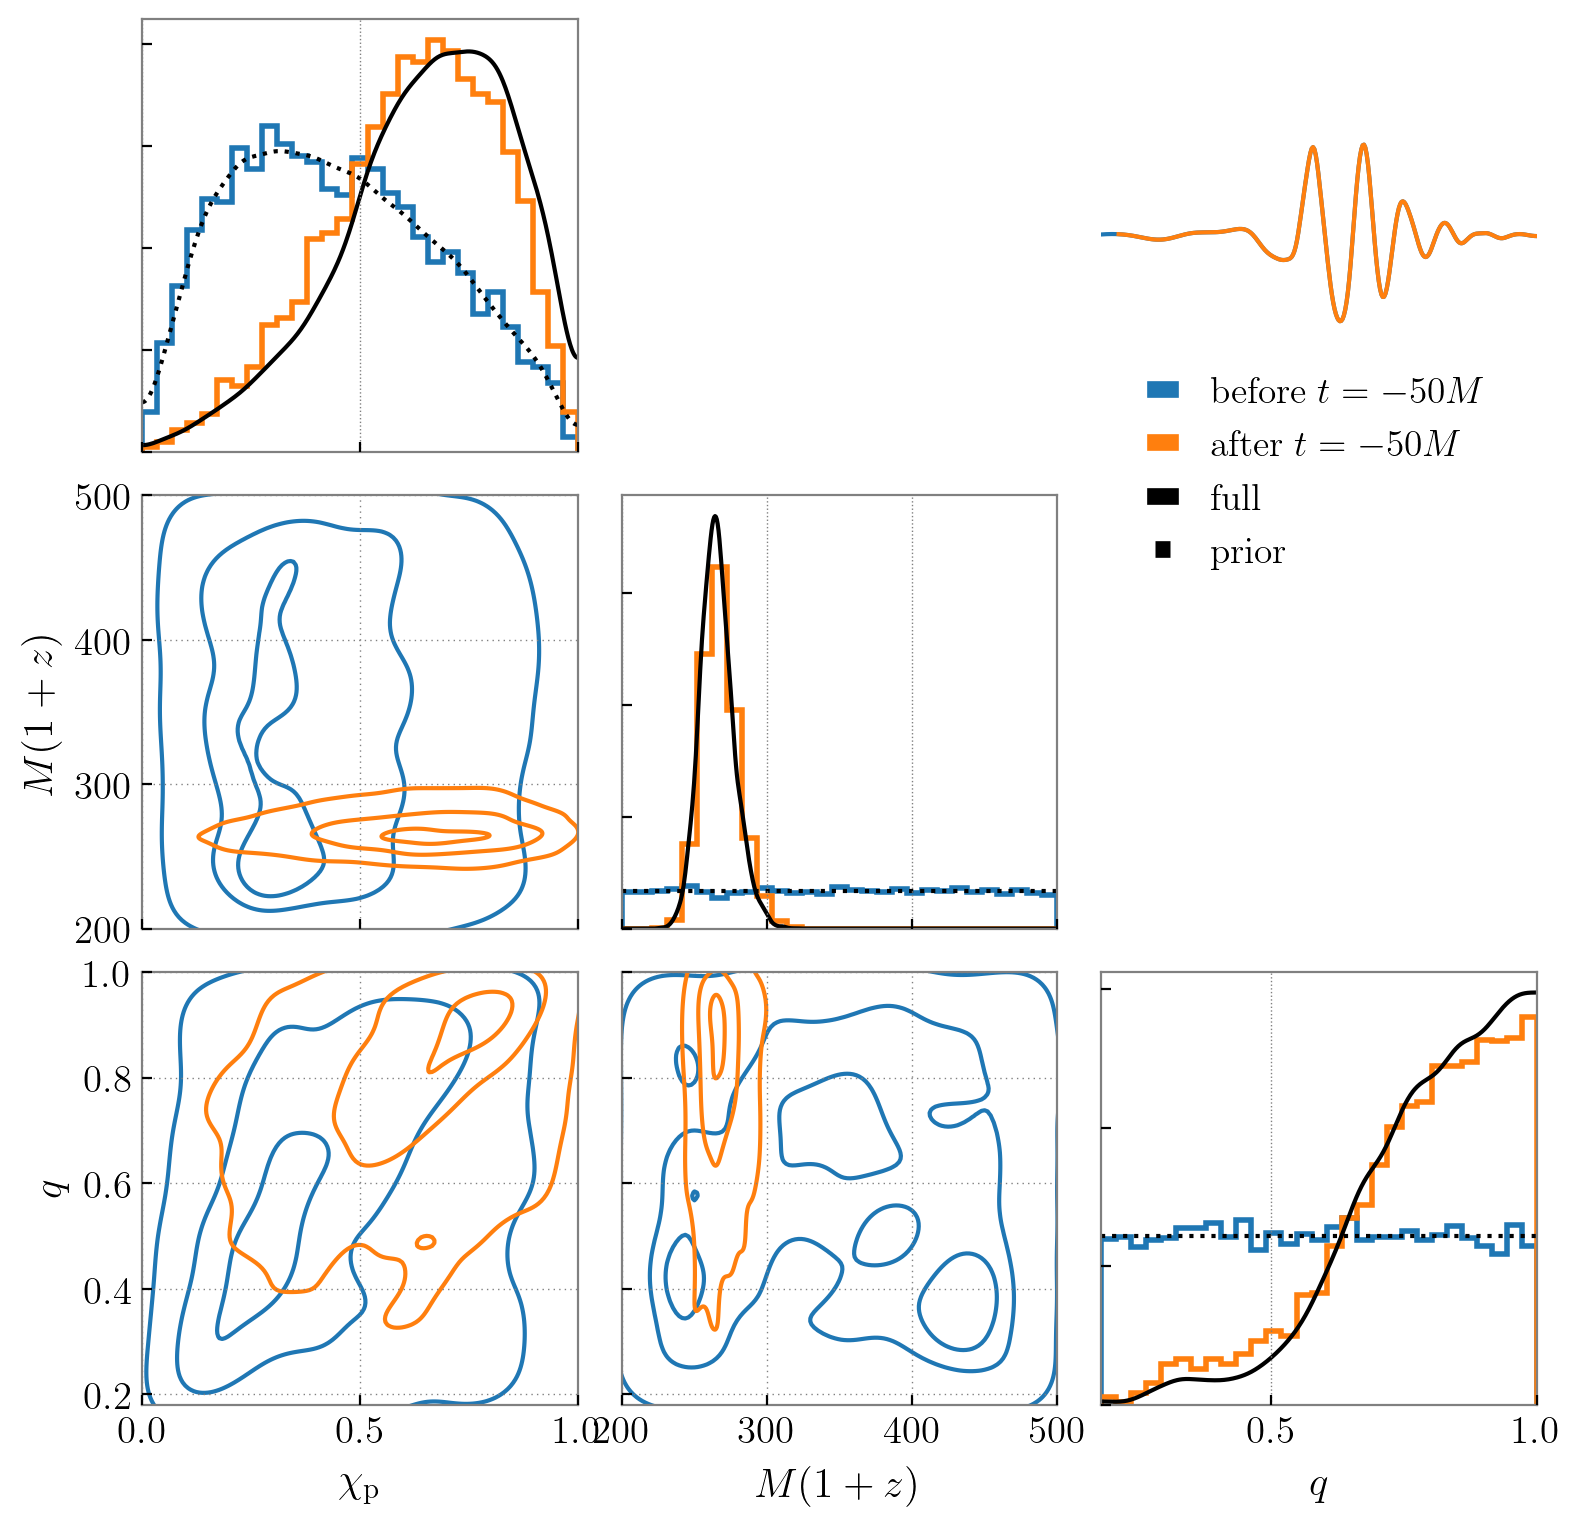 before t = −50M
after t = −50M
full
prior
500
400
300
200
M(1 + z)
1.0
0.8
0.6
0.4
0.2
q
0.0 0.5 1.0
200 300 400 500
0.5 1.0
χp
M(1 + z)
q